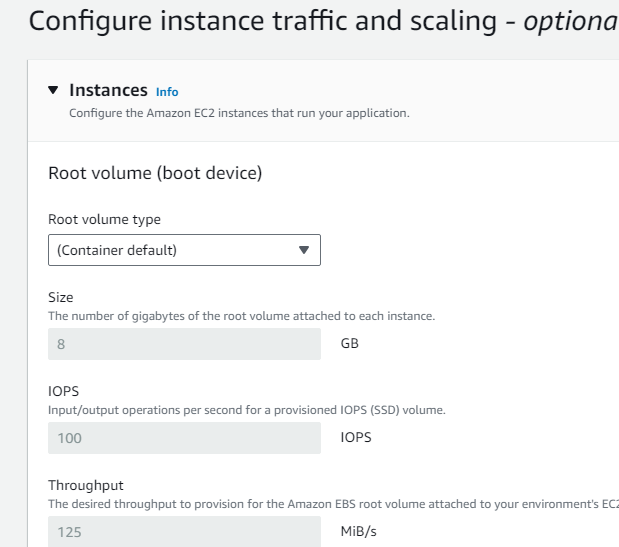 Configure instance traffic and scaling - optiona
Instances Info
Configure the Amazon EC2 instances that run your application.
Root volume (boot device)
Root volume type
(Container default)
Size
The number of gigabytes of the root volume attached to each instance.
8 GB
IOPS
Input/output operations per second for a provisioned IOPS (SSD) volume.
100 IOPS
Throughput
The desired throughput to provision for the Amazon EBS root volume attached to your environment's EC2
125 MiB/s